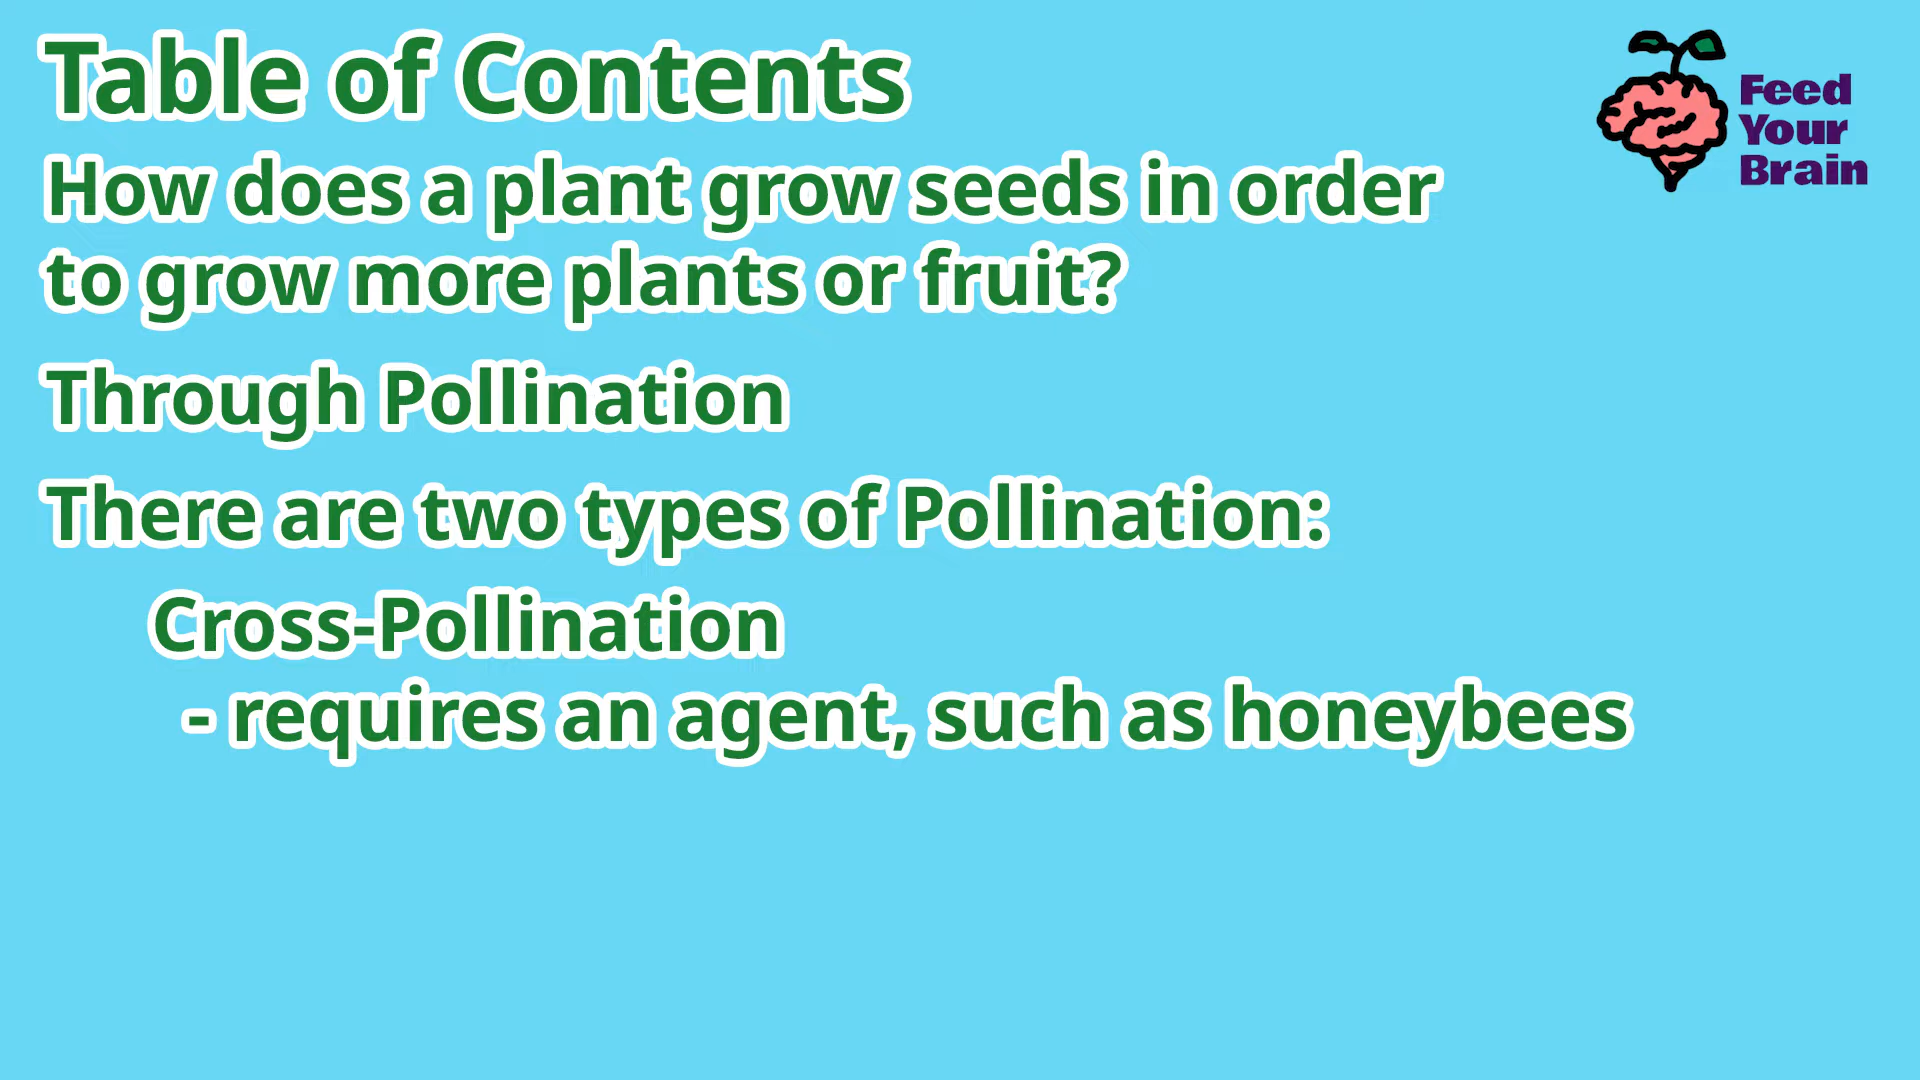 Table of Contents
How does a plant grow seeds in order
to grow more plants or fruit?
Through Pollination
There are two types of Pollination:
Cross-Pollination
- requires an agent, such as honeybees
Feed
Your
Brain